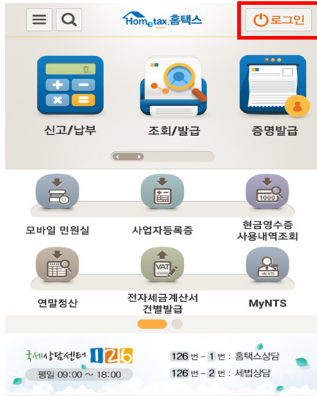 Hometax. 홈택스
로그인
신고/납부 조회/발급 증명발급
모바일 민원실 사업자등록증 현금영수증
사용내역조회
VAT
MY NTS
연말정산 전자세금계산서
건별발급 MyNTS
국세상담센터 126
평일 09:00 ~ 18:00
126 번 - 1 번 : 홈택스상담
126 번 - 2 번 : 세법상담